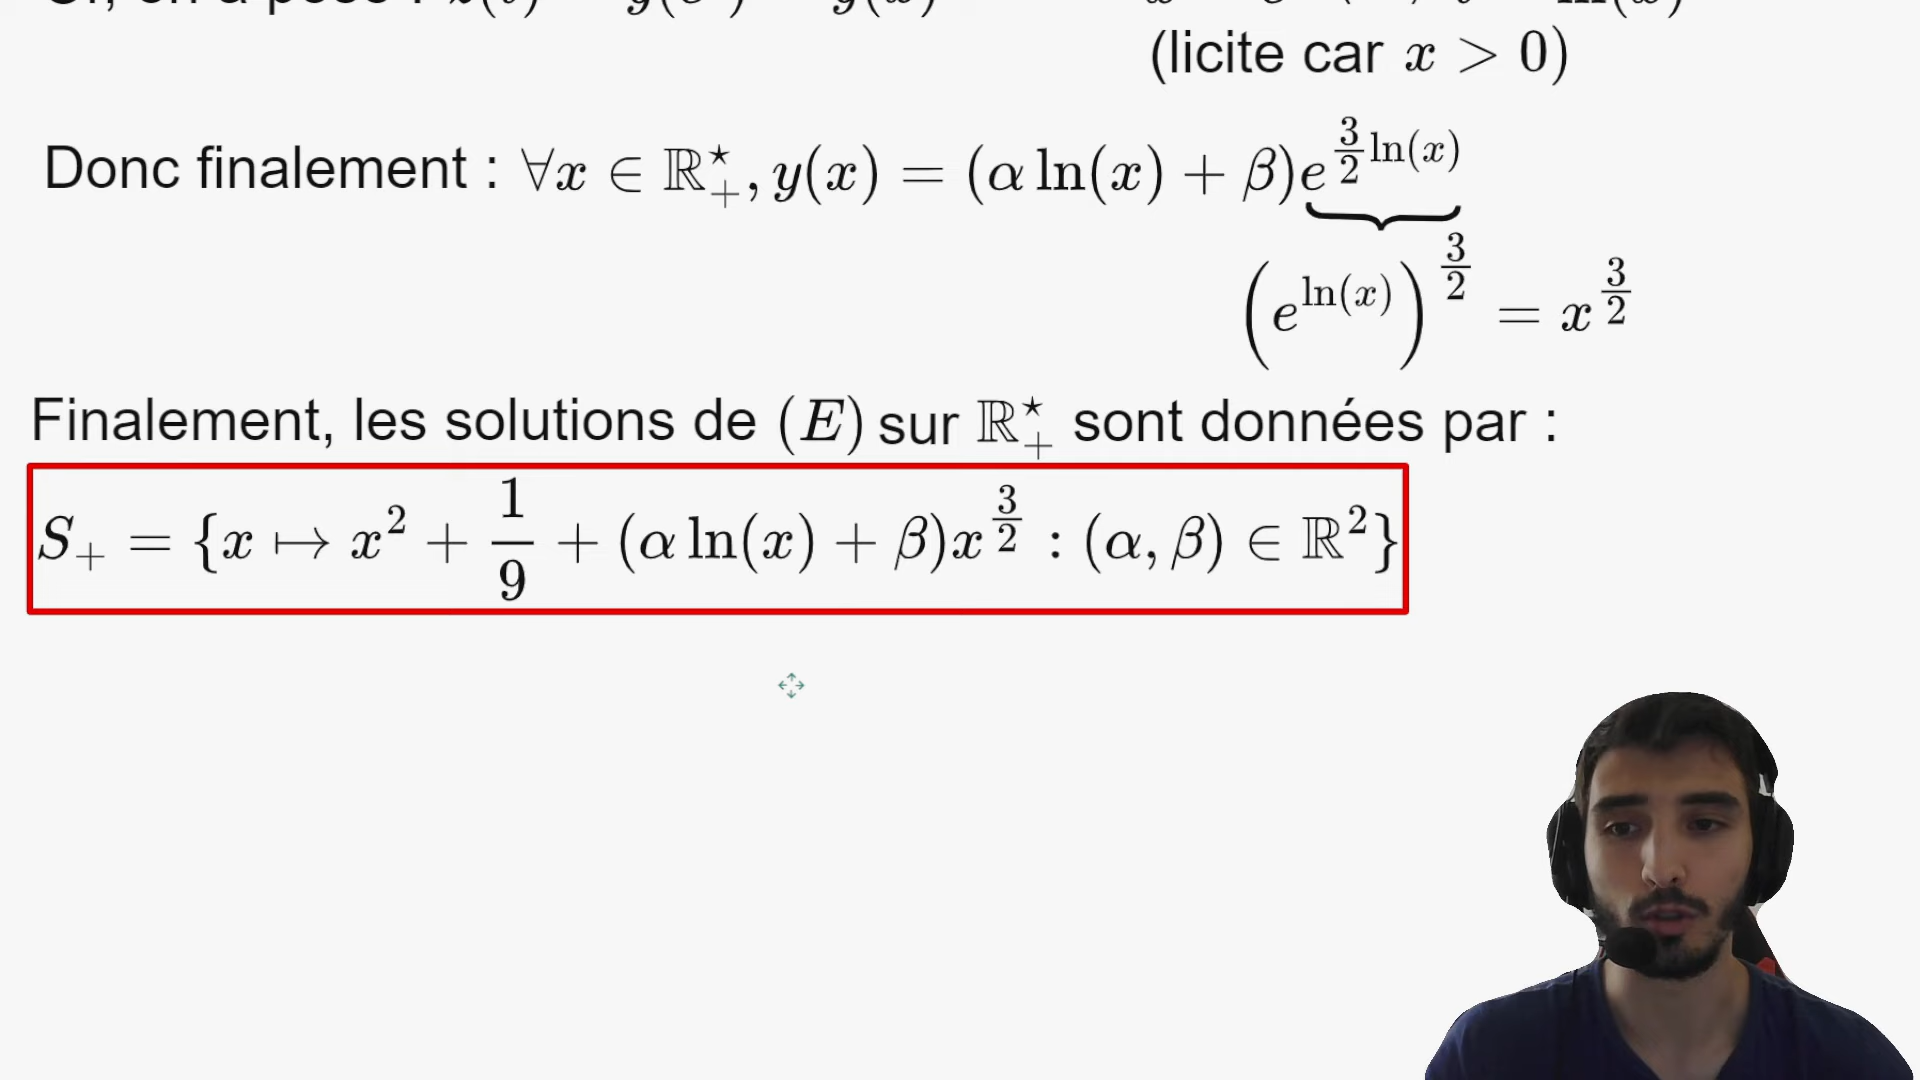 (licite car x > 0)
Donc finalement : ∀x ∈ ℝ₊*, y(x) = (α ln(x) + β)e^{3/2 ln(x)}
(e^{ln(x)})^{3/2} = x^{3/2}
Finalement, les solutions de (E) sur ℝ₊* sont données par :
S₊ = {x ↦ x² + 1/9 + (α ln(x) + β)x^{3/2} : (α, β) ∈ ℝ²}